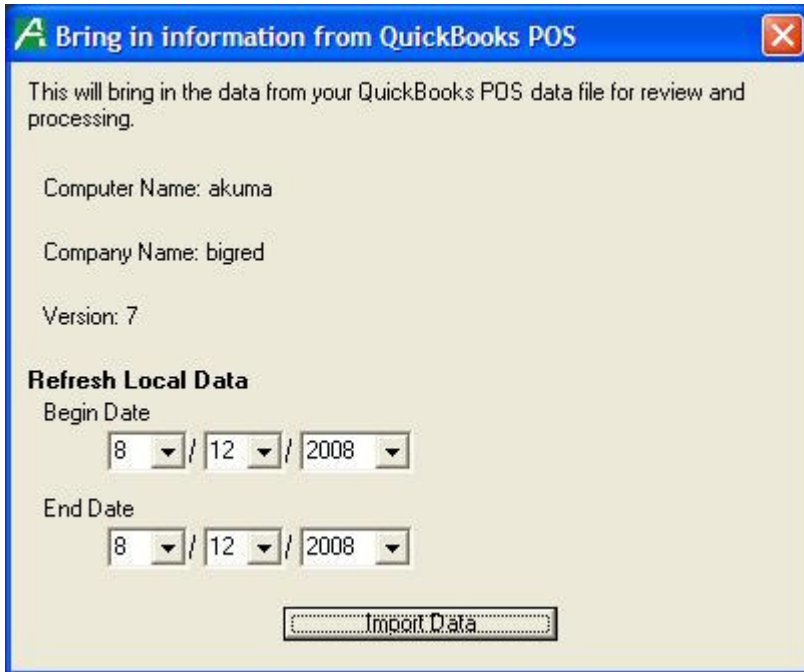 Bring in information from QuickBooks POS
This will bring in the data from your QuickBooks POS data file for review and
processing.
Computer Name: akuma
Company Name: bigred
Version: 7
Refresh Local Data
Begin Date
8 / 12 / 2008
End Date
8 / 12 / 2008
Import Data